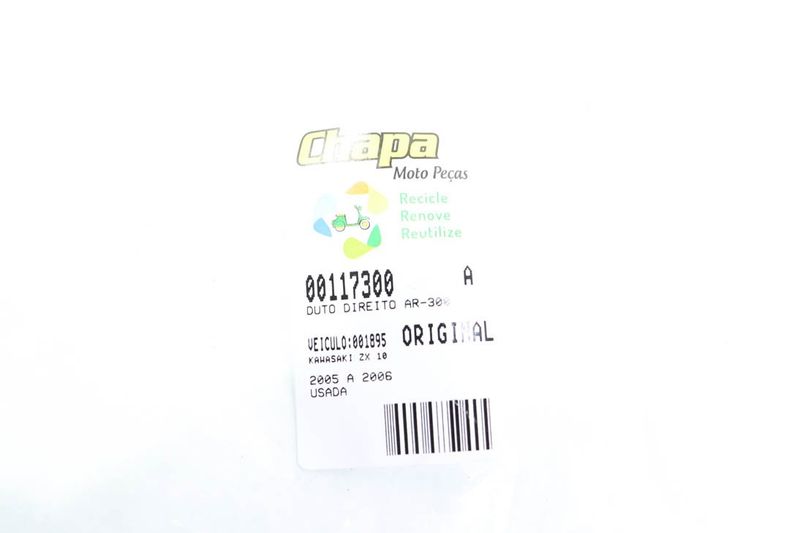 Chapa
Moto Peças
Recicle
Renove
Reutilize
00117300 A
DUTO DIREITO AR-300
VEICULO:001895 ORIGINAL
KAWASAKI ZX 10
2005 A 2006
USADA